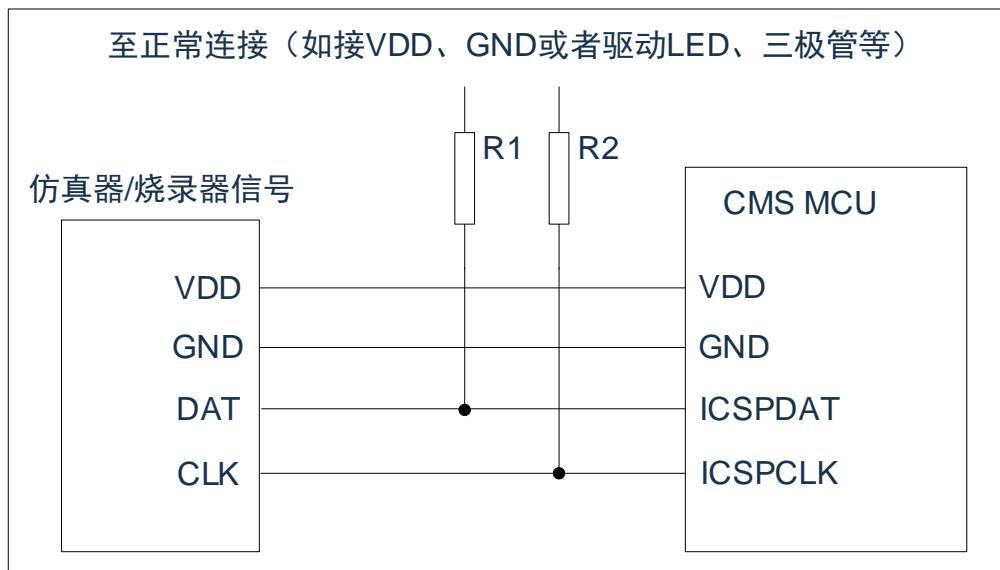 至正常连接（如接VDD、GND或者驱动LED、三极管等）
R1
R2
仿真器/烧录器信号
CMS MCU
VDD
VDD
GND
GND
DAT
ICSPDAT
CLK
ICSPCLK